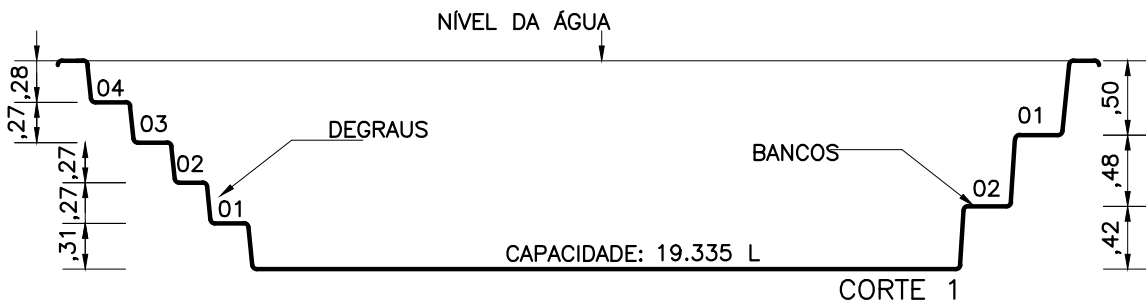 NÍVEL DA ÁGUA
,28
04
,27
03
DEGRAUS
,27
02
,27
01
,31
01
,50
BANCOS
02
,48
,42
CAPACIDADE: 19.335 L
CORTE 1